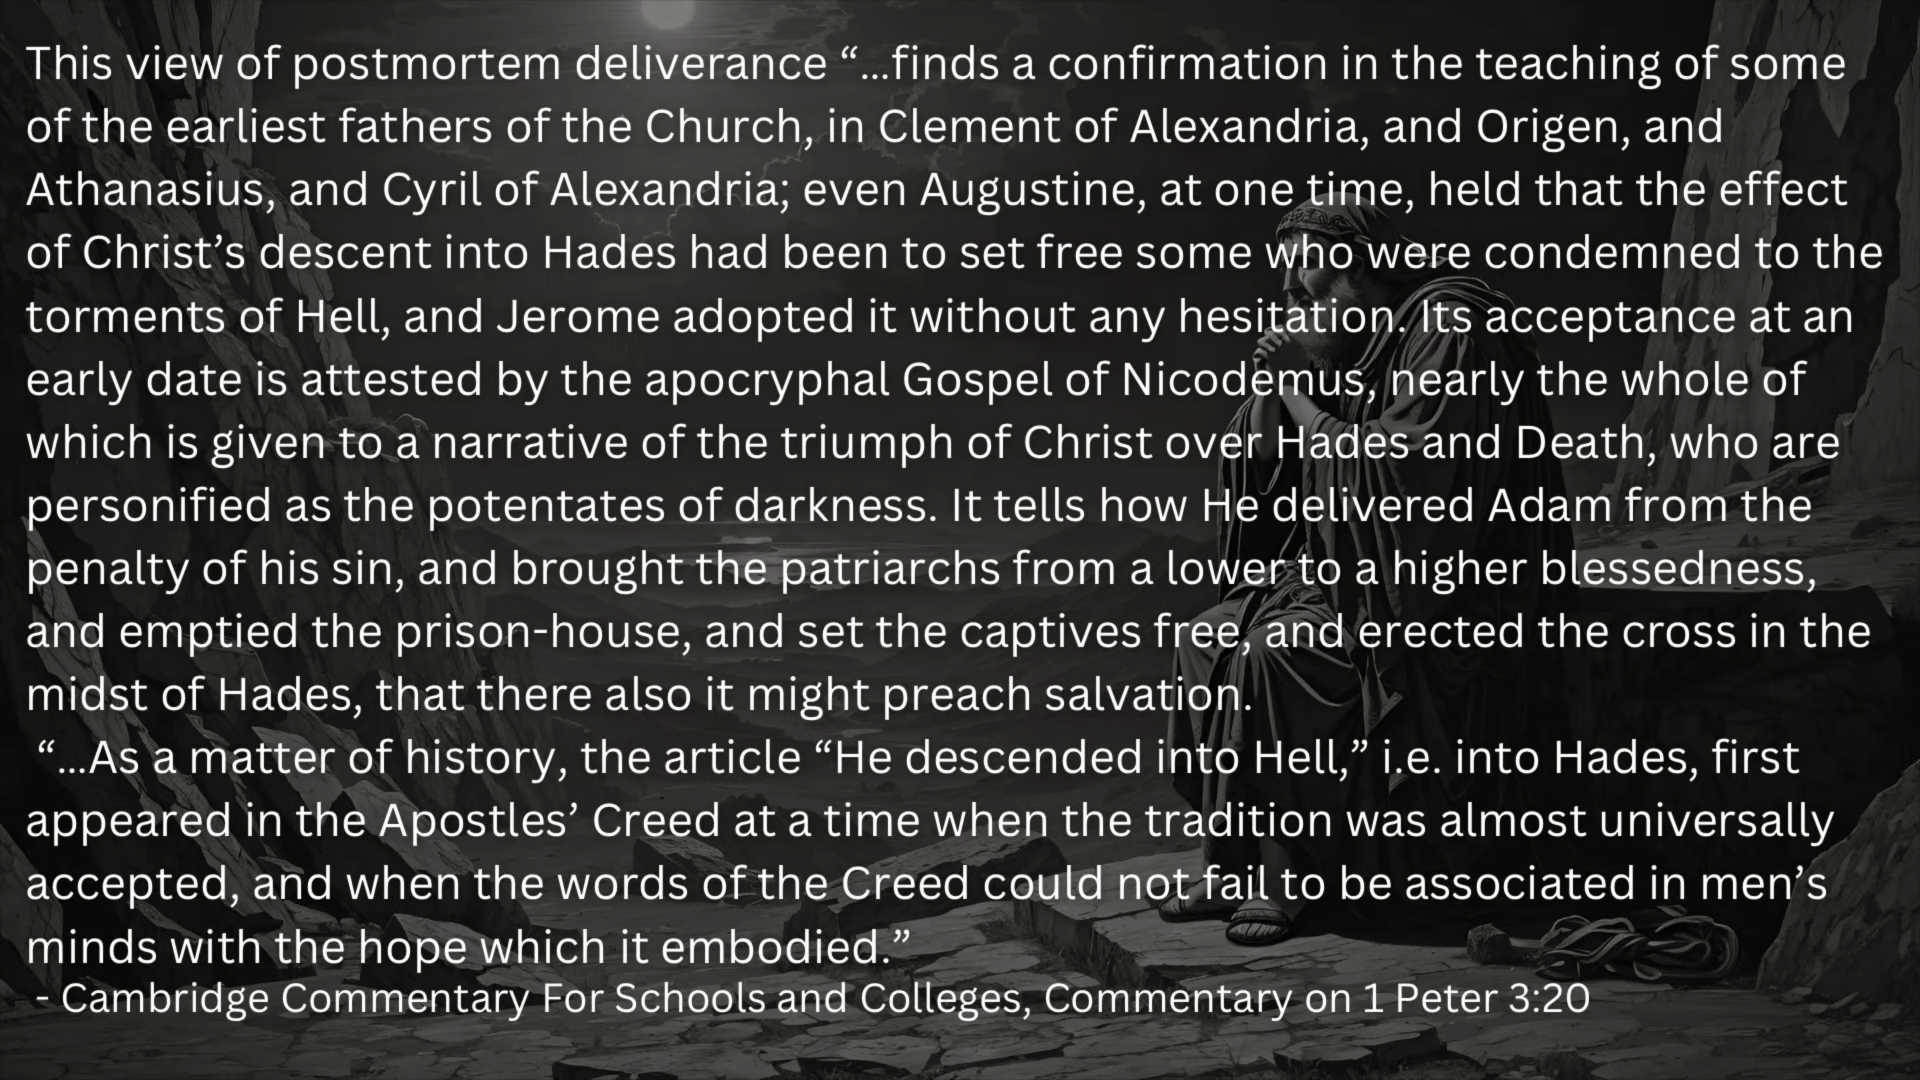 This view of postmortem deliverance “...finds a confirmation in the teaching of some
of the earliest fathers of the Church, in Clement of Alexandria, and Origen, and
Athanasius, and Cyril of Alexandria; even Augustine, at one time, held that the effect
of Christ’s descent into Hades had been to set free some who were condemned to the
torments of Hell, and Jerome adopted it without any hesitation. Its acceptance at an
early date is attested by the apocryphal Gospel of Nicodemus, nearly the whole of
which is given to a narrative of the triumph of Christ over Hades and Death, who are
personified as the potentates of darkness. It tells how He delivered Adam from the
penalty of his sin, and brought the patriarchs from a lower to a higher blessedness,
and emptied the prison-house, and set the captives free, and erected the cross in the
midst of Hades, that there also it might preach salvation.
“...As a matter of history, the article “He descended into Hell,” i.e. into Hades, first
appeared in the Apostles’ Creed at a time when the tradition was almost universally
accepted, and when the words of the Creed could not fail to be associated in men’s
minds with the hope which it embodied.”
- Cambridge Commentary For Schools and Colleges, Commentary on 1 Peter 3:20